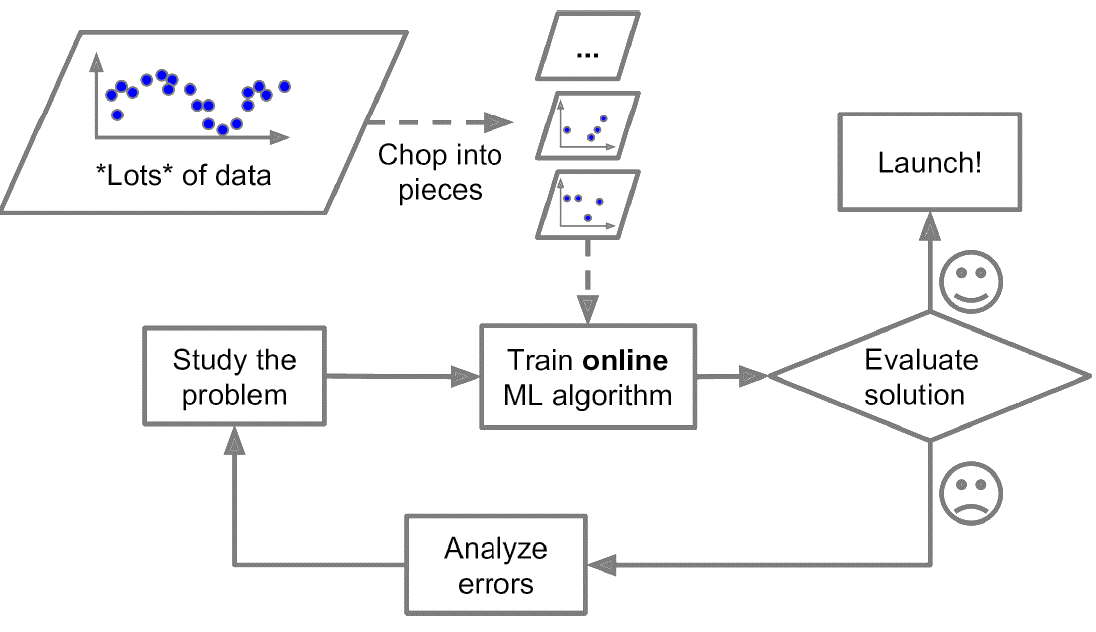 ...
*Lots* of data
Chop into
pieces
Launch!
Study the
problem
Train online
ML algorithm
Evaluate
solution
Analyze
errors